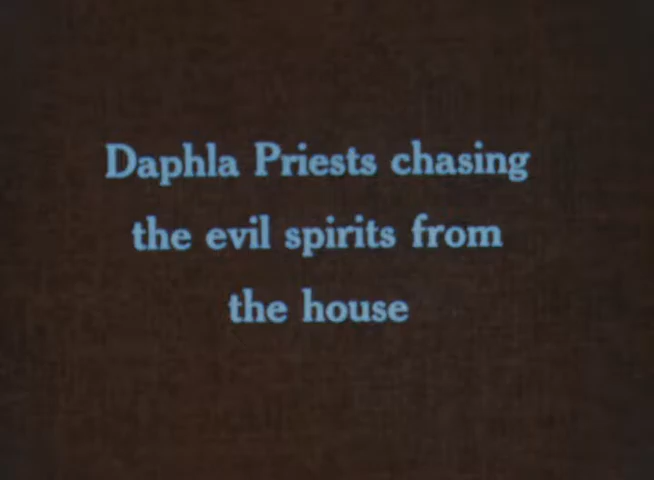 Daphla Priests chasing
the evil spirits from
the house